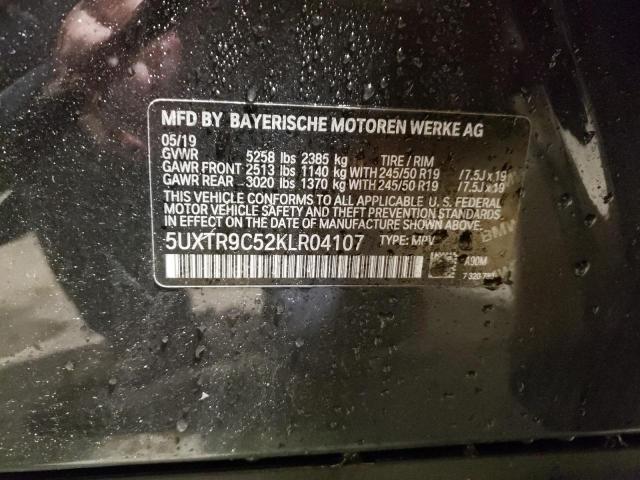 MFD BY BAYERISCHE MOTOREN WERKE AG
05/19
GVWR 5258 lbs 2385 kg TIRE / RIM
GAWR FRONT 2513 lbs 1140 kg WITH 245/50 R19 /7.5J x 19
GAWR REAR 3020 lbs 1370 kg WITH 245/50 R19 /7.5J x 19
THIS VEHICLE CONFORMS TO ALL APPLICABLE U. S. FEDERAL
MOTOR VEHICLE SAFETY AND BUMPER STANDARDS IN
EFFECT ON THE DATE OF MANUFACTURE SHOWN ABOVE.
5UXTR9C52KLR04107 TYPE: MPV
BMW
A90M